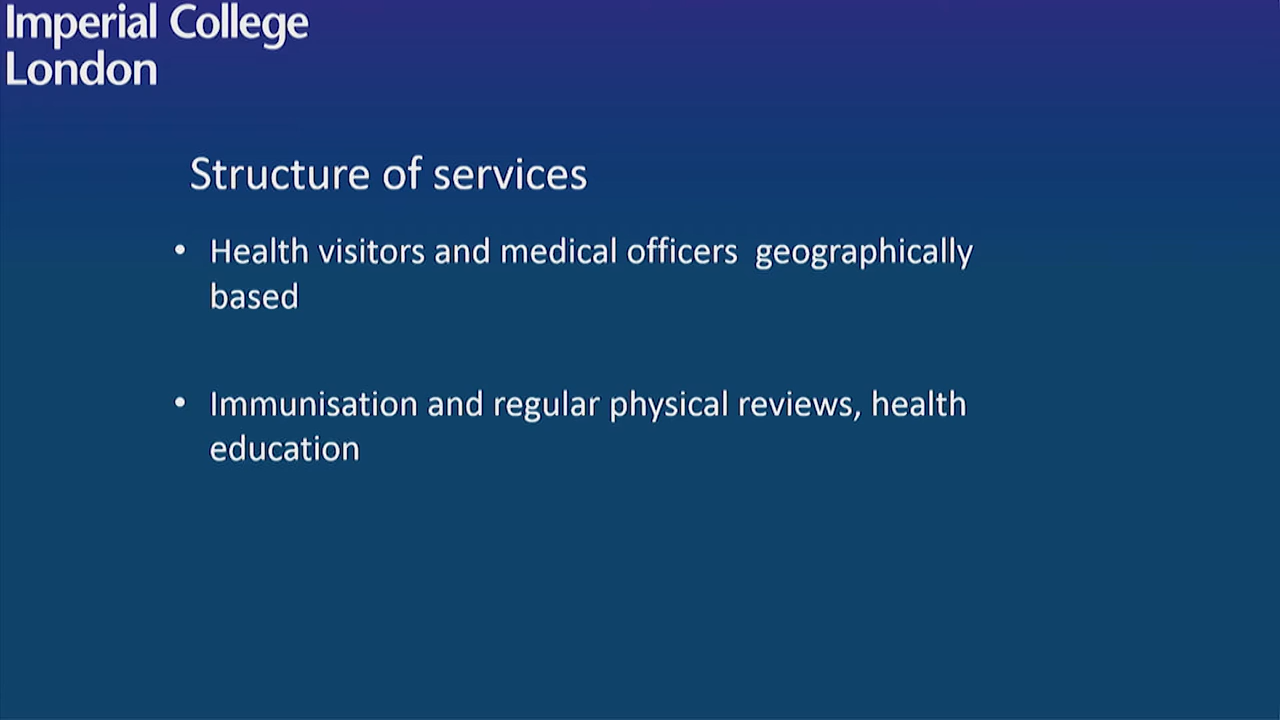 Imperial College
London
Structure of services
• Health visitors and medical officers  geographically
based
• Immunisation and regular physical reviews, health
education